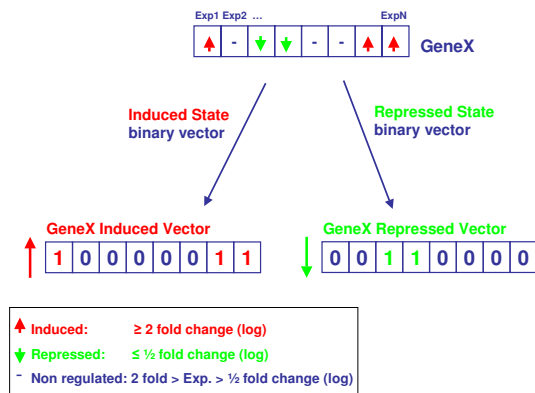 Exp1 Exp2 ... ExpN
- - - GeneX
Induced State
binary vector
Repressed State
binary vector
GeneX Induced Vector
1 0 0 0 0 0 1 1
GeneX Repressed Vector
0 0 1 1 0 0 0 0
Induced: ≥ 2 fold change (log)
Repressed: ≤ ½ fold change (log)
- Non regulated: 2 fold > Exp. > ½ fold change (log)